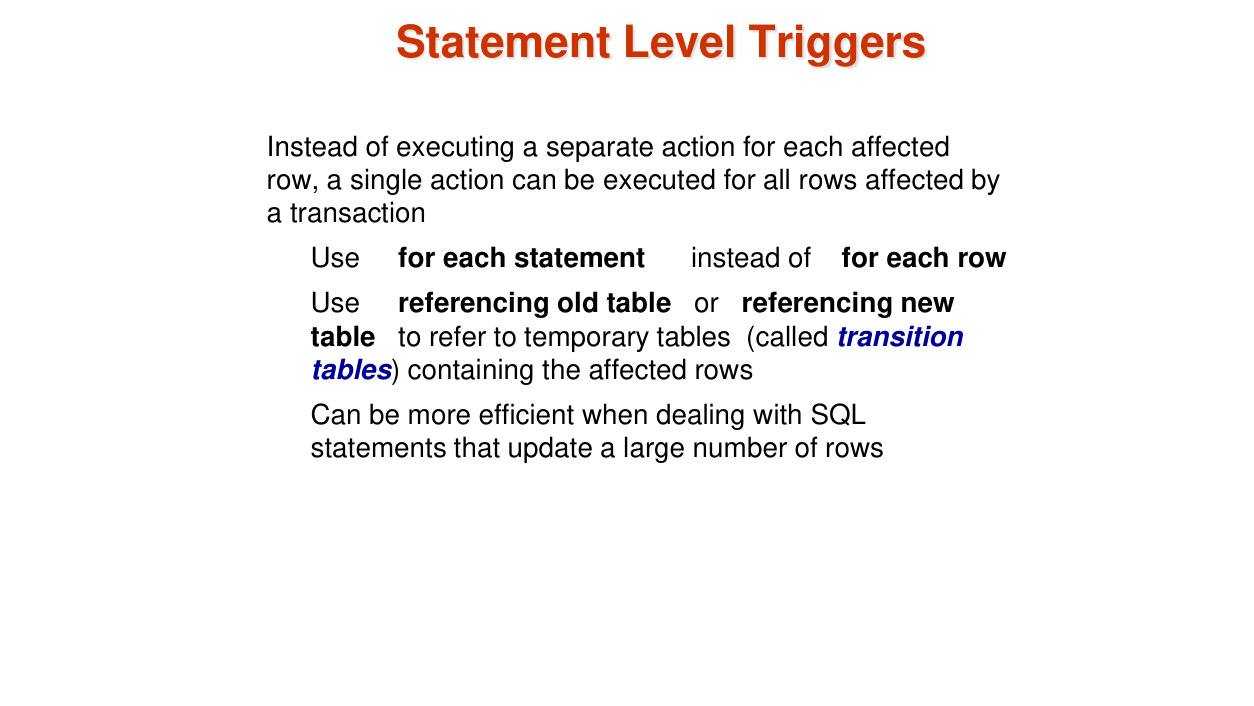 Statement Level Triggers
Instead of executing a separate action for each affected
row, a single action can be executed for all rows affected by
a transaction
Use for each statement instead of for each row
Use referencing old table or referencing new
table to refer to temporary tables (called transition
tables) containing the affected rows
Can be more efficient when dealing with SQL
statements that update a large number of rows